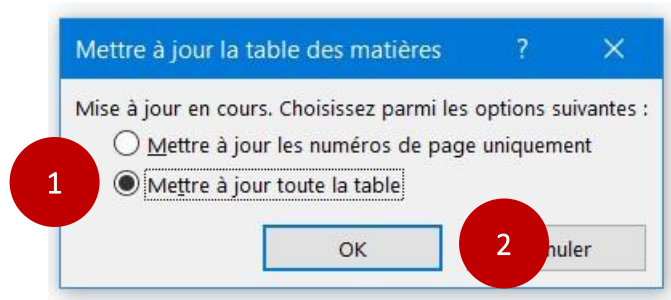 Mettre à jour la table des matières ? ×
Mise à jour en cours. Choisissez parmi les options suivantes :
Mettre à jour les numéros de page uniquement
1 Mettre à jour toute la table
OK 2 nuler